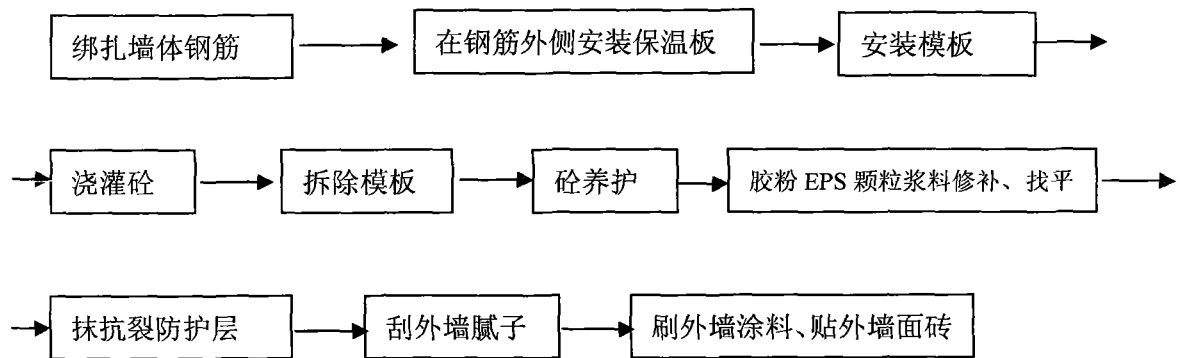 绑扎墙体钢筋 在钢筋外侧安装保温板 安装模板
浇灌砼 拆除模板 砼养护 胶粉 EPS 颗粒浆料修补、找平
抹抗裂防护层 刮外墙腻子 刷外墙涂料、贴外墙面砖